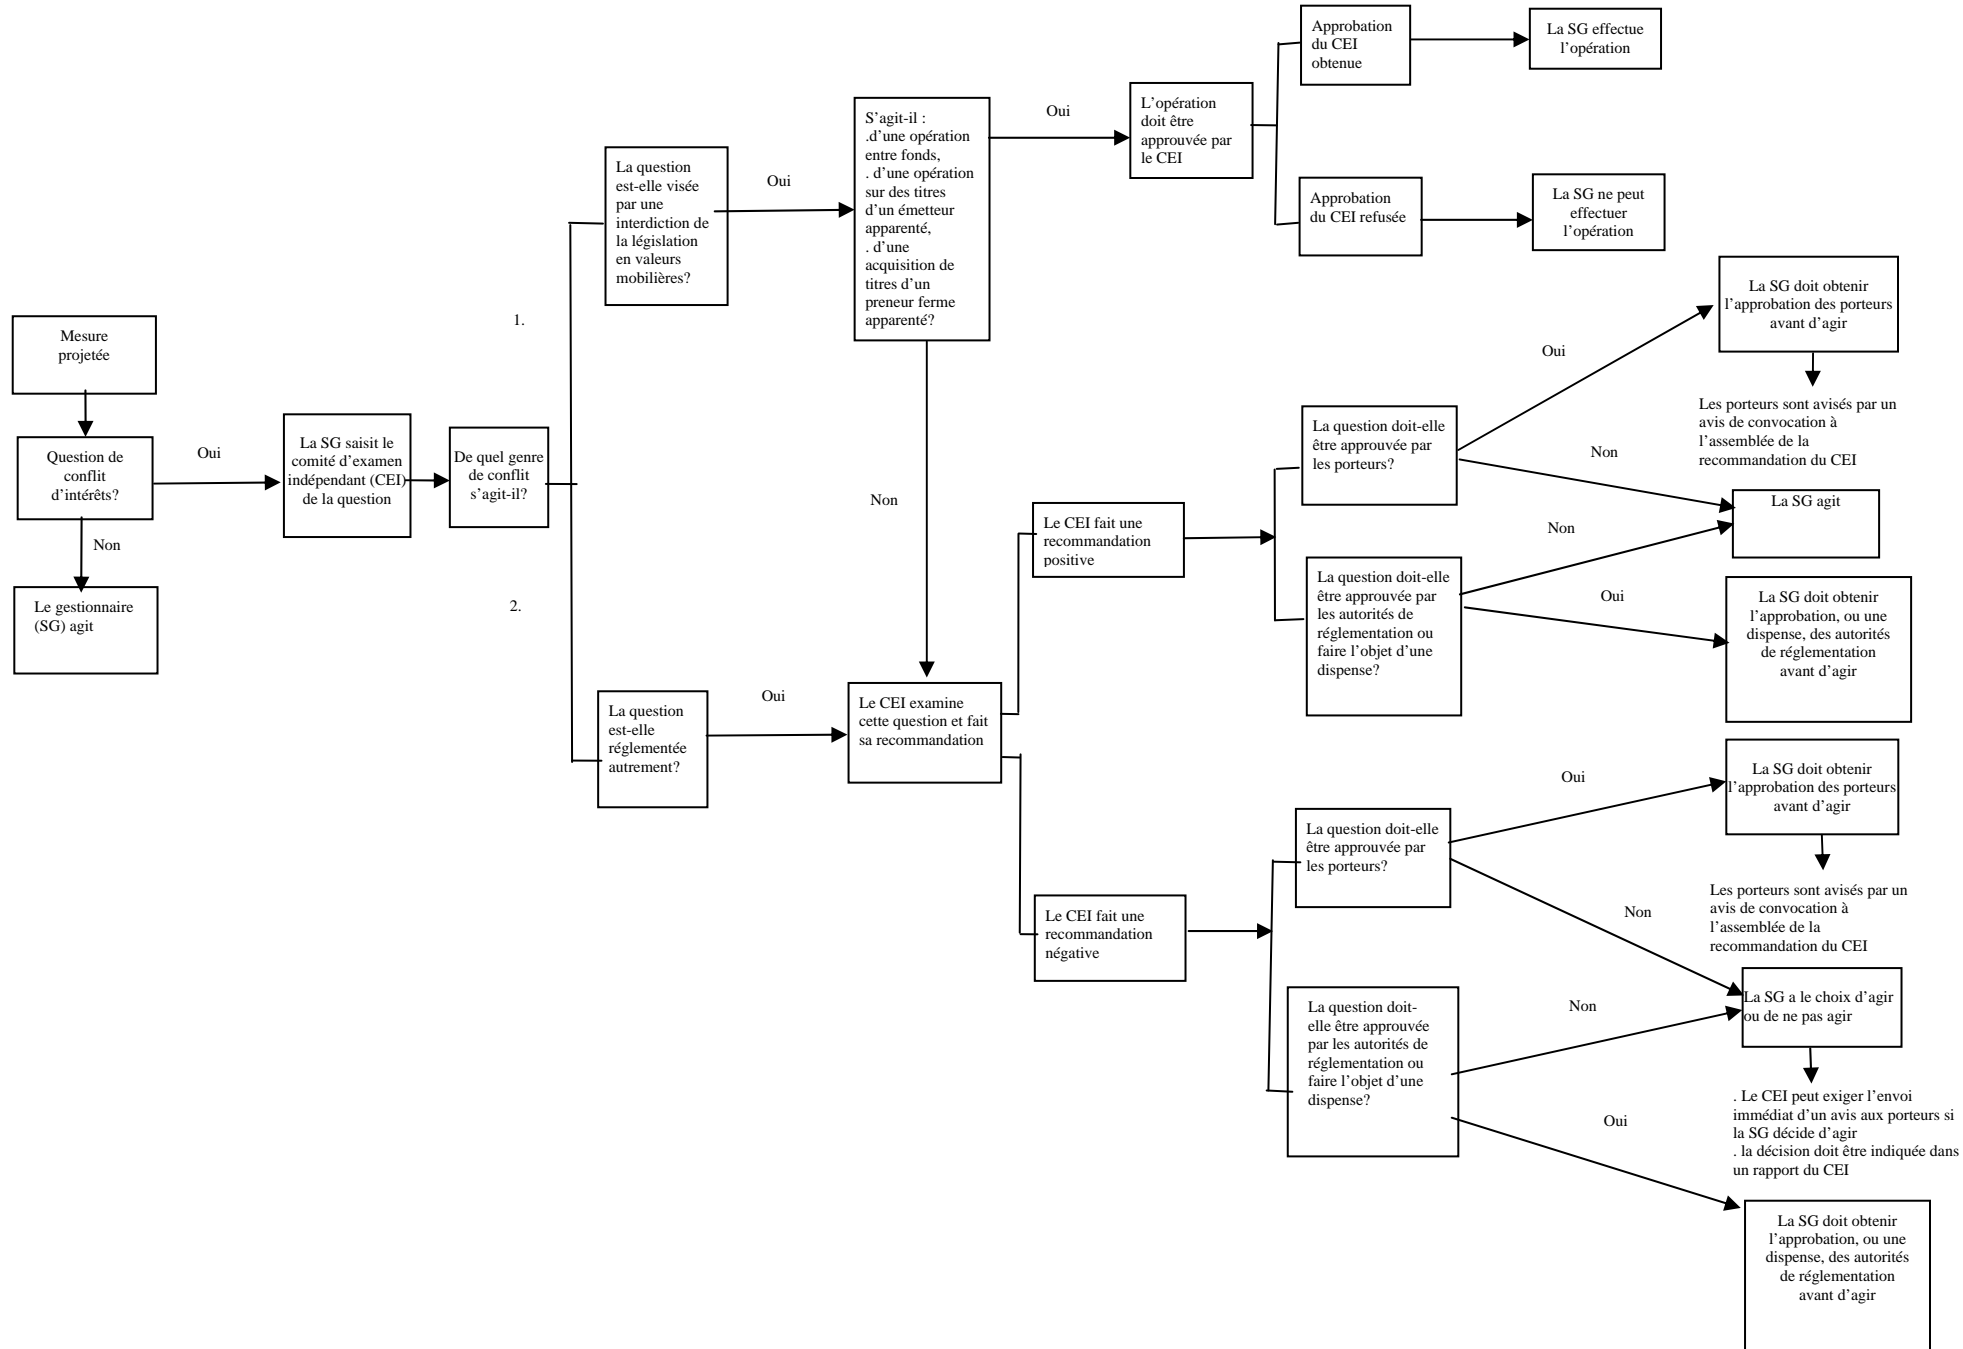 Mesure
projetée
Question de
conflit
d’intérêts?
Oui
Non
Le gestionnaire
(SG) agit
La SG saisit le
comité d’examen
indépendant (CEI)
de la question
De quel genre
de conflit
s’agit-il?
1.
2.
La question
est-elle visée
par une
interdiction de
la législation
en valeurs
mobilières?
Oui
S’agit-il :
.d’une opération
entre fonds,
. d’une opération
sur des titres
d’un émetteur
apparenté,
. d’une
acquisition de
titres d’un
preneur ferme
apparenté?
Oui
Non
L’opération
doit être
approuvée par
le CEI
Approbation
du CEI
obtenue
La SG effectue
l’opération
Approbation
du CEI refusée
La SG ne peut
effectuer
l’opération
La question
est-elle
réglementée
autrement?
Oui
Le CEI examine
cette question et fait
sa recommandation
Le CEI fait une
recommandation
positive
La question doit-elle
être approuvée par
les porteurs?
Oui
La SG doit obtenir
l’approbation des porteurs
avant d’agir
Les porteurs sont avisés par un
avis de convocation à
l’assemblée de la
recommandation du CEI
Non
La SG agit
Non
La question doit-elle
être approuvée par
les autorités de
réglementation ou
faire l’objet d’une
dispense?
Oui
La SG doit obtenir
l’approbation, ou une
dispense, des autorités
de réglementation
avant d’agir
Le CEI fait une
recommandation
négative
La question doit-elle
être approuvée par
les porteurs?
Oui
La SG doit obtenir
l’approbation des porteurs
avant d’agir
Les porteurs sont avisés par un
avis de convocation à
l’assemblée de la
recommandation du CEI
Non
La SG a le choix d’agir
ou de ne pas agir
. Le CEI peut exiger l’envoi
immédiat d’un avis aux porteurs si
la SG décide d’agir
. la décision doit être indiquée dans
un rapport du CEI
La question doit-
elle être approuvée
par les autorités de
réglementation ou
faire l’objet d’une
dispense?
Non
Oui
La SG doit obtenir
l’approbation, ou une
dispense, des autorités
de réglementation
avant d’agir